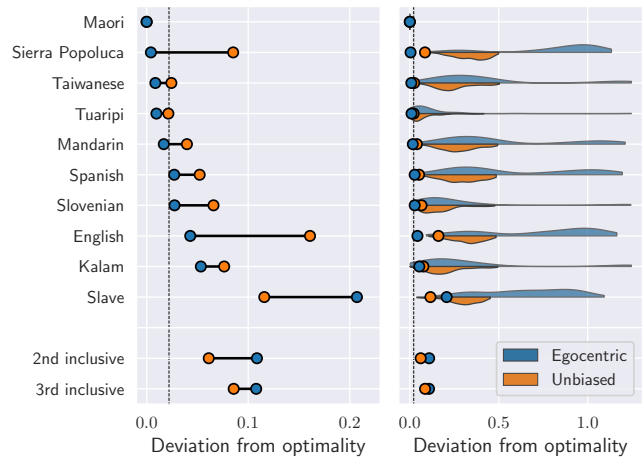 Maori
Sierra Popoluca
Taiwanese
Tuaripi
Mandarin
Spanish
Slovenian
English
Kalam
Slave
2nd inclusive
3rd inclusive
Egocentric
Unbiased
0.0 0.1 0.2
0.0 0.5 1.0
Deviation from optimality
Deviation from optimality